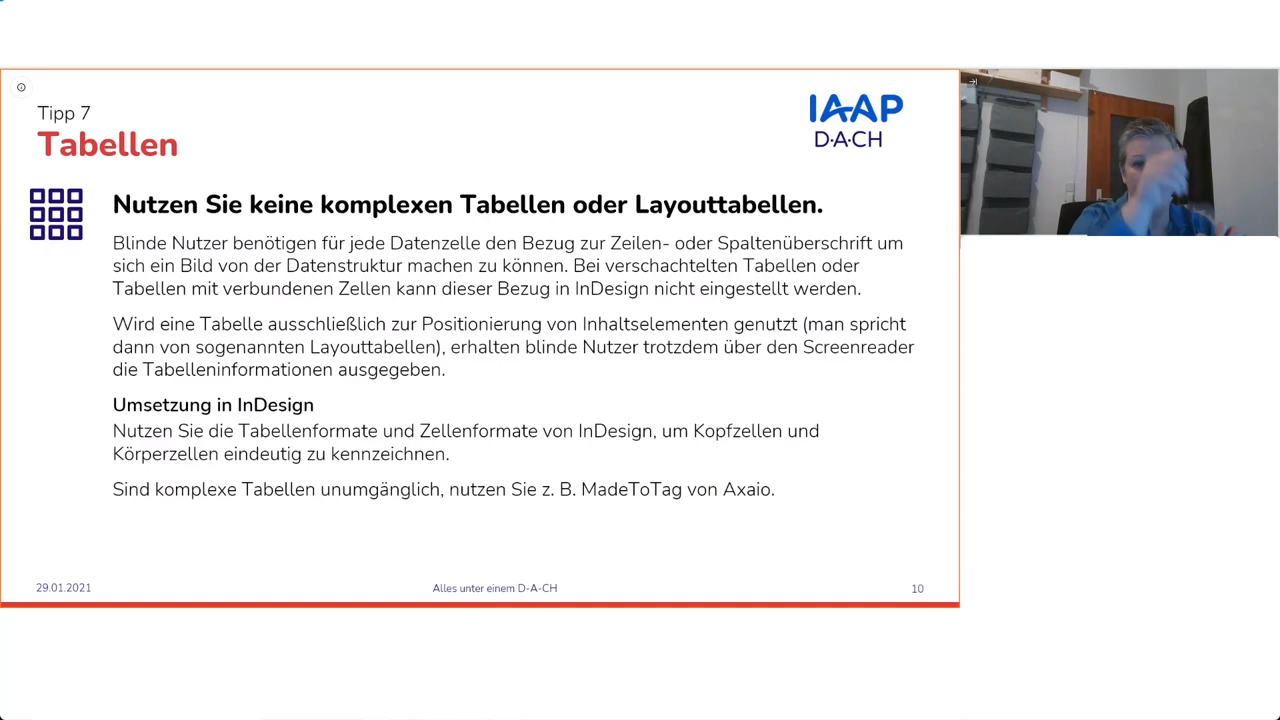 Tipp 7
Tabellen
IAAP
D·A·CH
Nutzen Sie keine komplexen Tabellen oder Layouttabellen.
Blinde Nutzer benötigen für jede Datenzelle den Bezug zur Zeilen- oder Spaltenüberschrift um
sich ein Bild von der Datenstruktur machen zu können. Bei verschachtelten Tabellen oder
Tabellen mit verbundenen Zellen kann dieser Bezug in InDesign nicht eingestellt werden.
Wird eine Tabelle ausschließlich zur Positionierung von Inhaltselementen genutzt (man spricht
dann von sogenannten Layouttabellen), erhalten blinde Nutzer trotzdem über den Screenreader
die Tabelleninformationen ausgegeben.
Umsetzung in InDesign
Nutzen Sie die Tabellenformate und Zellenformate von InDesign, um Kopfzellen und
Körperzellen eindeutig zu kennzeichnen.
Sind komplexe Tabellen unumgänglich, nutzen Sie z. B. MadeToTag von Axaio.
29.01.2021
Alles unter einem D-A-CH
10